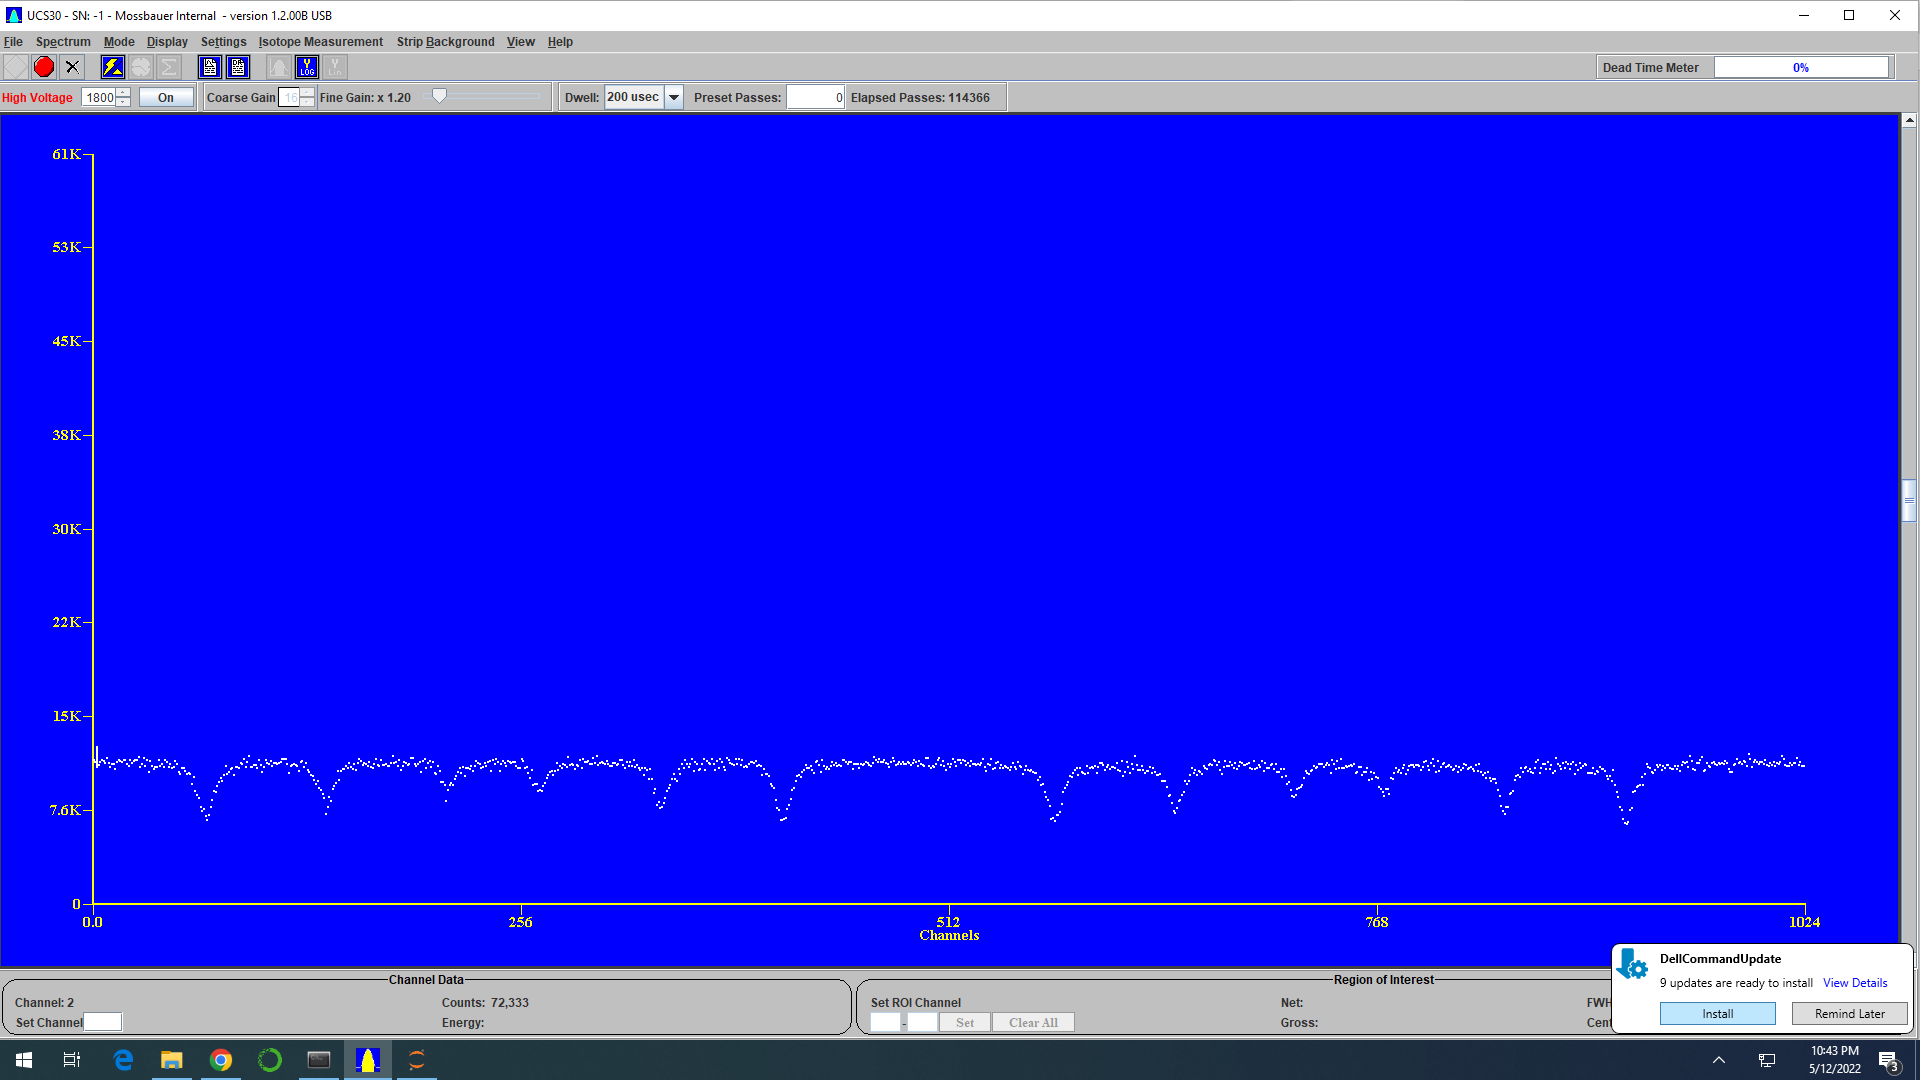 UCS30 - SN: -1 - Mossbauer Internal - version 1.2.00B USB
File Spectrum Mode Display Settings Isotope Measurement Strip Background View Help
Y LOG Y Lin
Dead Time Meter 0%
High Voltage 1800 On Coarse Gain 16 Fine Gain: x 1.20 Dwell: 200 usec Preset Passes: 0 Elapsed Passes: 114366
61K
53K
45K
38K
30K
22K
15K
7.6K
0
0.0 256 512 768 1024
Channels
Channel Data
Channel: 2 Counts: 72,333
Set Channel Energy:
Region of Interest
Set ROI Channel Net: FWH
- Set Clear All Gross: Cent
DellCommandUpdate
9 updates are ready to install View Details
Install Remind Later
10:43 PM
5/12/2022
3